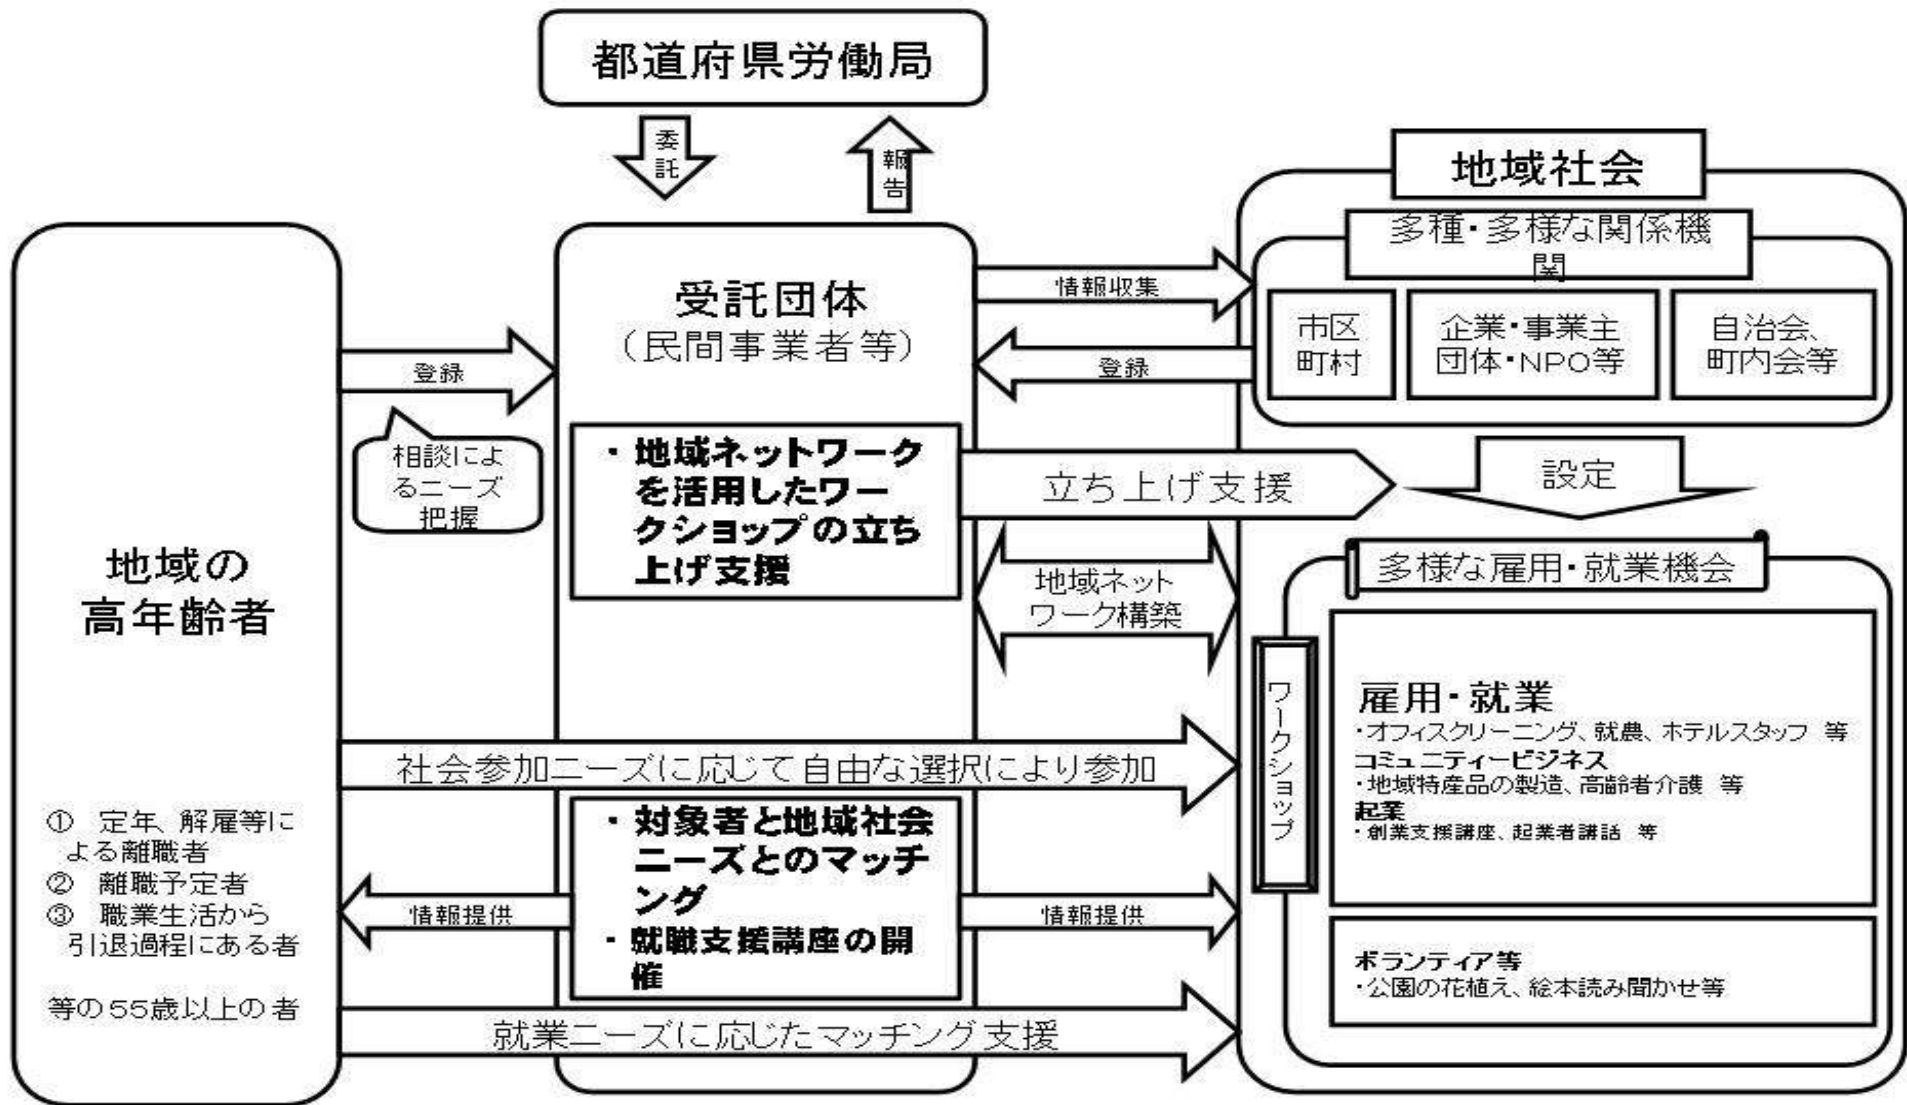 都道府県労働局
委
託
報
告
地域社会
多種・多様な関係機
関
市区
町村
企業・事業主
団体・NPO等
自治会、
町内会等
受託団体
（民間事業者等）
情報収集
登録
登録
相談によ
るニーズ
把握
・地域ネットワーク
を活用したワー
クショップの立ち
上げ支援
立ち上げ支援
設定
地域ネット
ワーク構築
多様な雇用・就業機会
地域の
高年齢者
ワークショップ
雇用・就業
・オフィスクリーニング、就農、ホテルスタッフ 等
コミュニティービジネス
・地域特産品の製造、高齢者介護 等
起業
・創業支援講座、起業者講話 等
社会参加ニーズに応じて自由な選択により参加
① 定年、解雇等に
よる離職者
② 離職予定者
③ 職業生活から
引退過程にある者
等の55歳以上の者
・対象者と地域社会
ニーズとのマッチ
ング
・就職支援講座の開
催
情報提供
情報提供
ボランティア等
・公園の花植え、絵本読み聞かせ等
就業ニーズに応じたマッチング支援